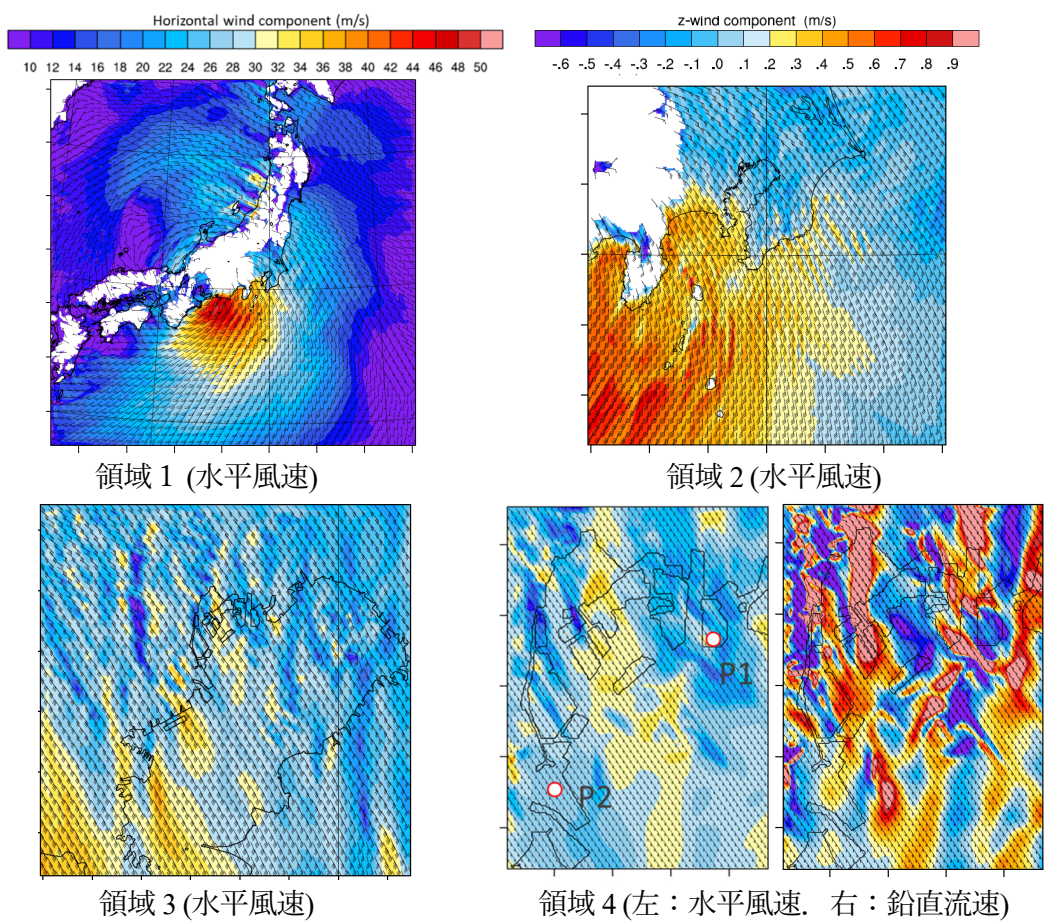 Horizontal wind component (m/s)
10 12 14 16 18 20 22 24 26 28 30 32 34 36 38 40 42 44 46 48 50
z-wind component (m/s)
-.6 -.5 -.4 -.3 -.2 -.1 .0 .1 .2 .3 .4 .5 .6 .7 .8 .9
領域 1 (水平風速)
領域 2 (水平風速)
P1
P2
領域 3 (水平風速)
領域 4 (左：水平風速. 右：鉛直流速)